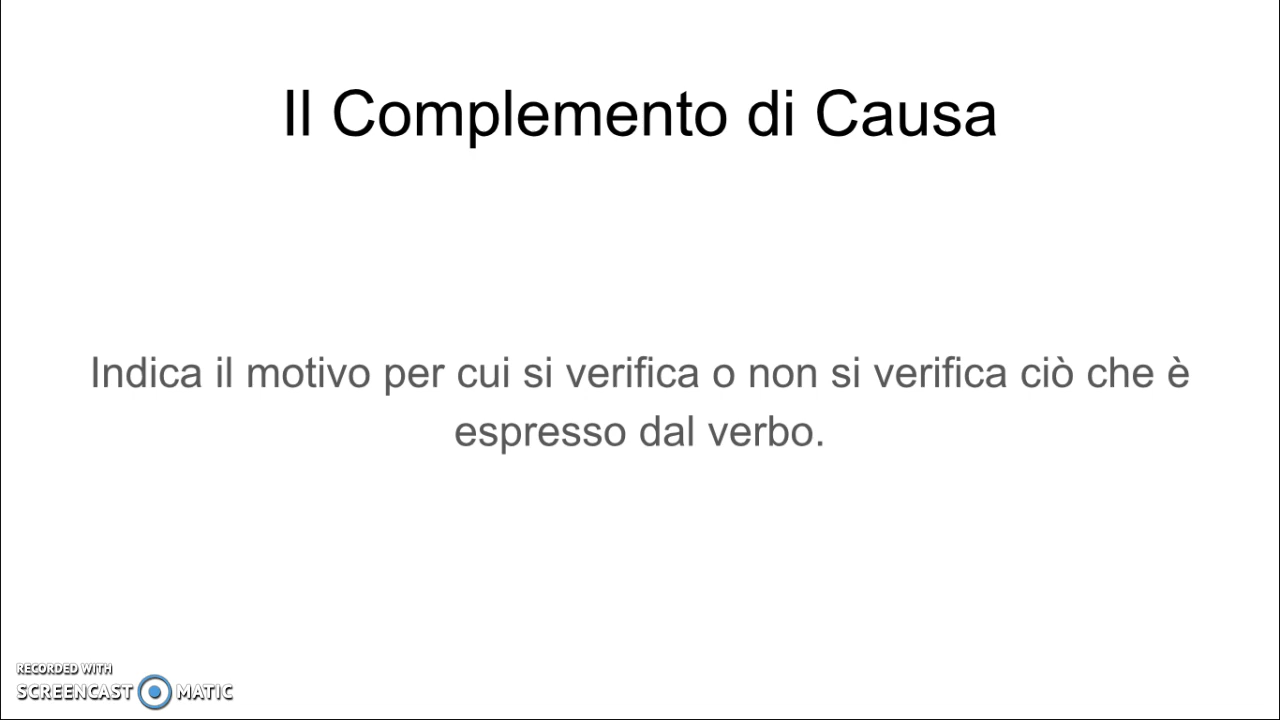 Il Complemento di Causa
Indica il motivo per cui si verifica o non si verifica ciò che è
espresso dal verbo.
RECORDED WITH
SCREENCAST MATIC